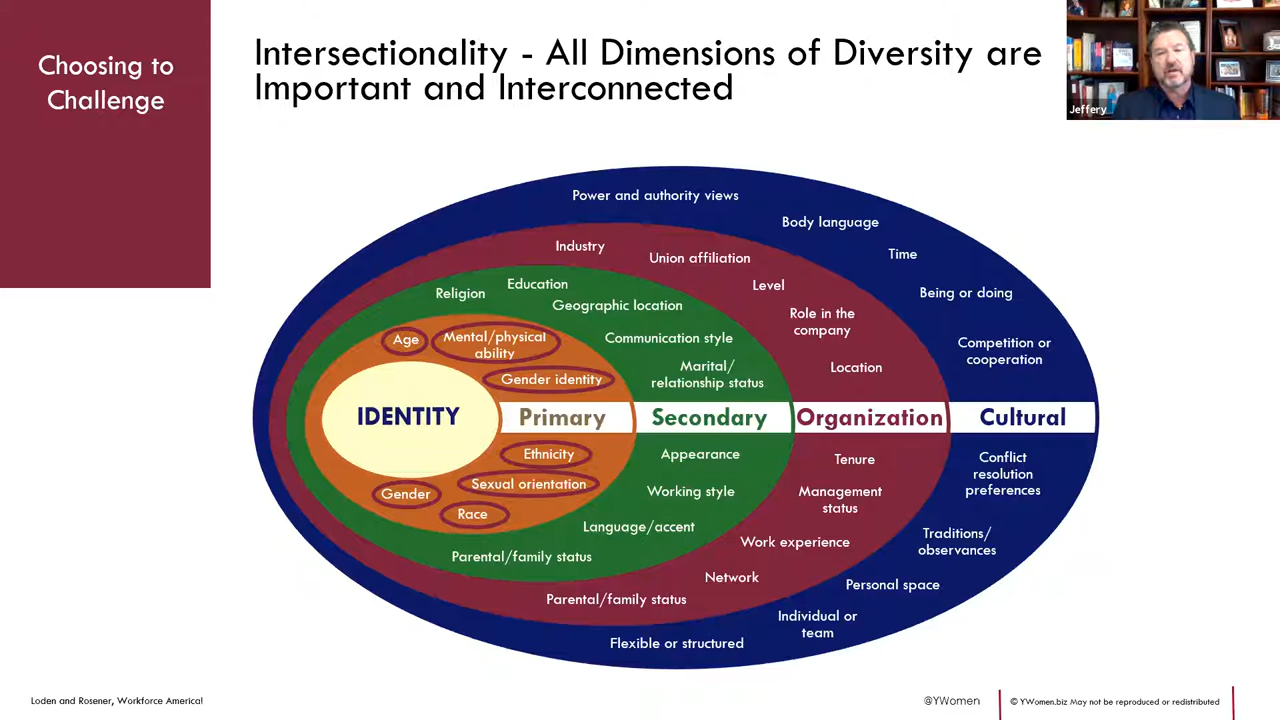 Choosing to
Challenge
Intersectionality - All Dimensions of Diversity are
Important and Interconnected
Jeffery
Power and authority views
Body language
Time
Being or doing
Competition or
cooperation
Industry
Union affiliation
Level
Role in the
company
Location
Religion
Education
Geographic location
Communication style
Marital/
relationship status
Age
Mental/physical
ability
Gender identity
IDENTITY
Primary
Secondary
Organization
Cultural
Ethnicity
Sexual orientation
Gender
Race
Appearance
Working style
Language/accent
Parental/family status
Tenure
Management
status
Work experience
Network
Parental/family status
Conflict
resolution
preferences
Traditions/
observances
Personal space
Individual or
team
Flexible or structured
Loden and Rosener, Workforce America!
@YWomen
© YWomen.biz May not be reproduced or redistributed